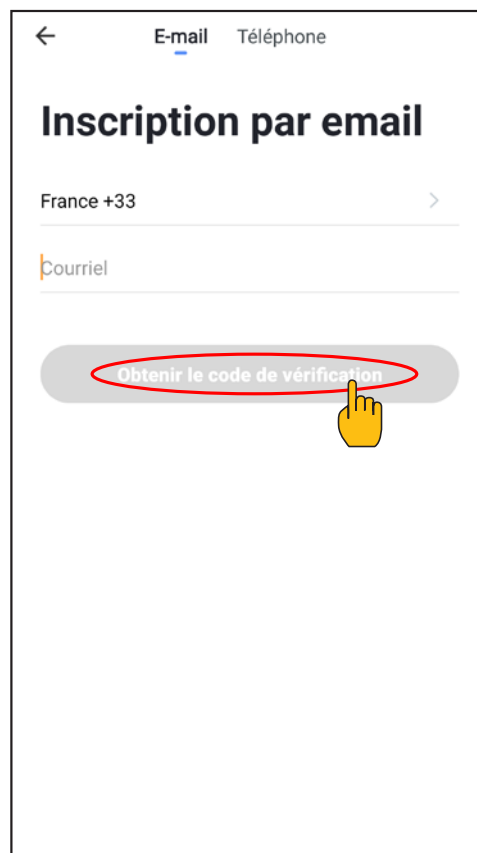 E-mail Téléphone
Inscription par email
France +33
Courriel
Obtenir le code de vérification